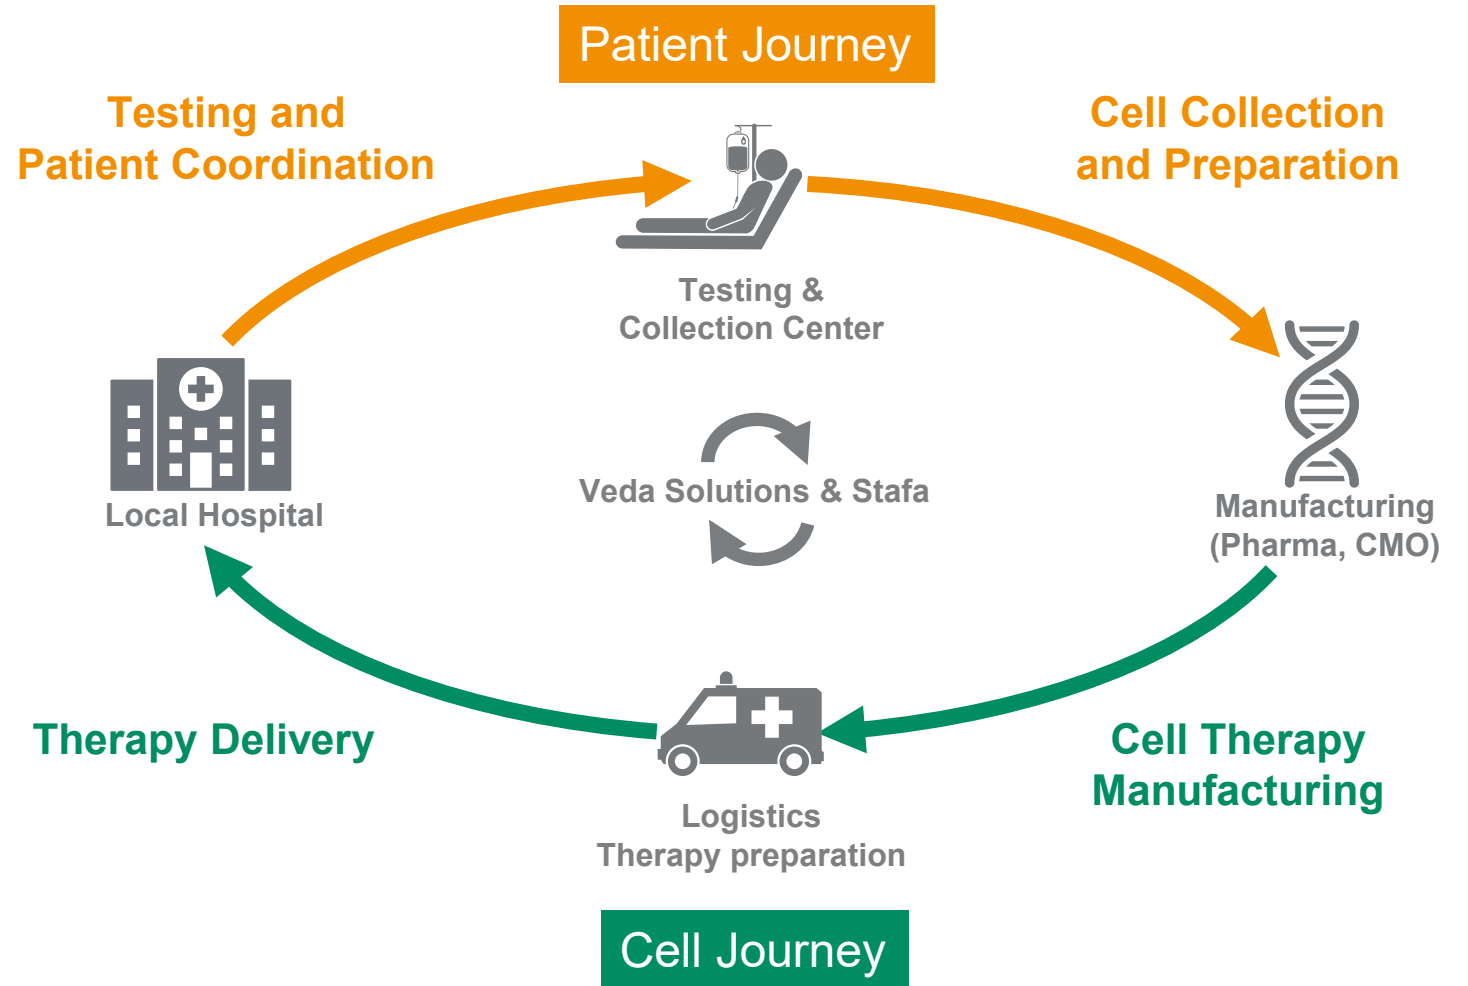 Patient Journey
Testing and
Patient Coordination
Cell Collection
and Preparation
Testing &
Collection Center
Local Hospital
Veda Solutions & Stafa
Manufacturing
(Pharma, CMO)
Therapy Delivery
Cell Therapy
Manufacturing
Logistics
Therapy preparation
Cell Journey